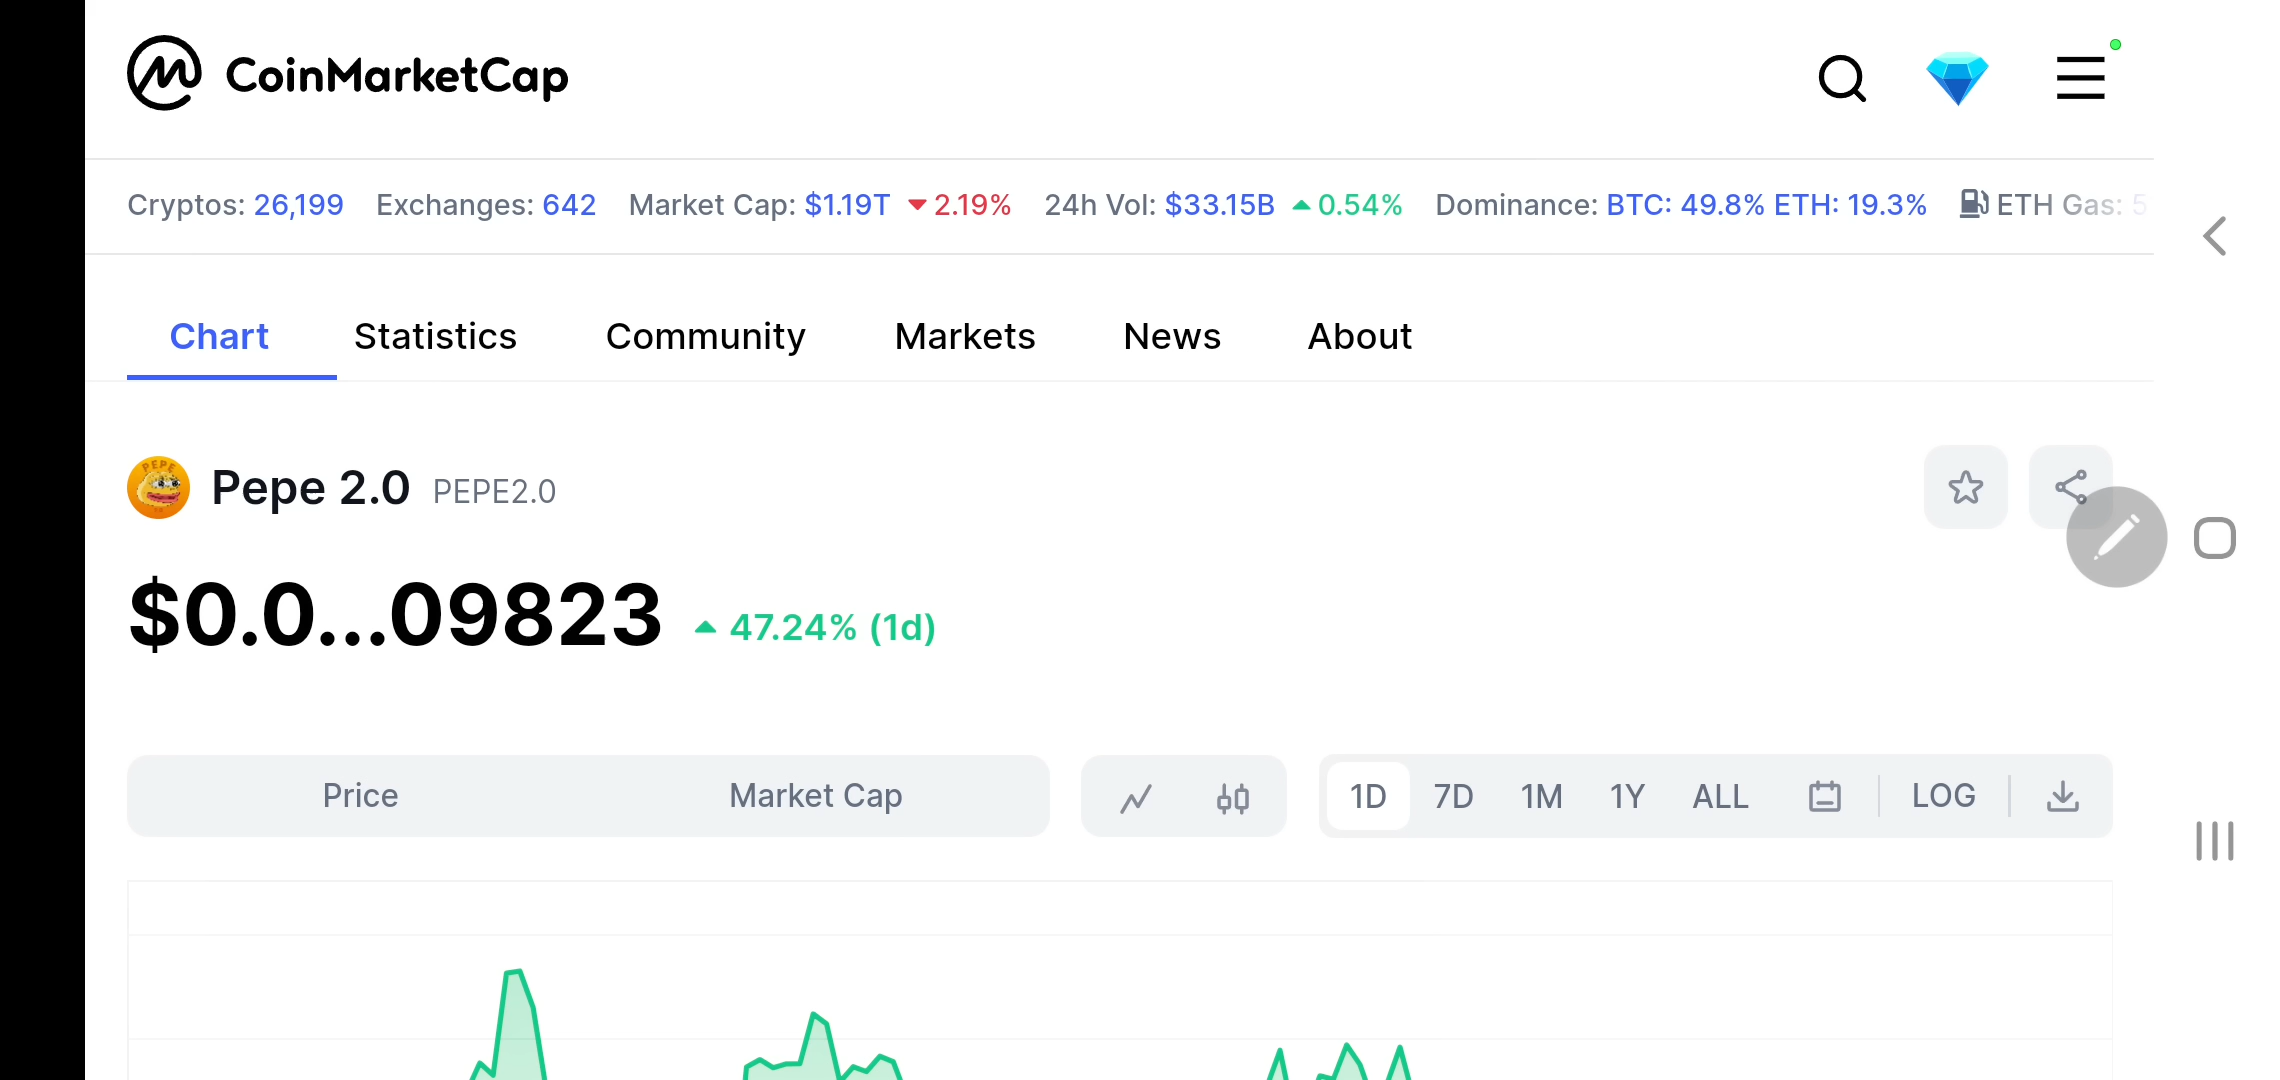 CoinMarketCap
Cryptos: 26,199 Exchanges: 642 Market Cap: $1.19T 2.19% 24h Vol: $33.15B 0.54% Dominance: BTC: 49.8% ETH: 19.3% ETH Gas: 5
Chart Statistics Community Markets News About
PEPE
Pepe 2.0 PEPE2.0
$0.0...09823 47.24% (1d)
Price Market Cap 1D 7D 1M 1Y ALL LOG